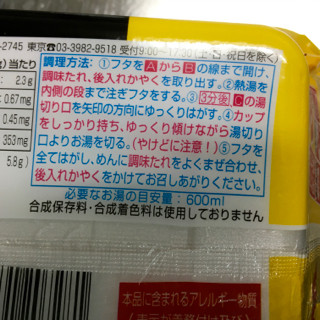 -2745 東京☎03-3982-9518 受付9:00~17:30(土・日・祝日を除く)
g)当たり
2.3g
0.67mg
0.45mg
353mg
5.8g)
調理方法:①フタをAからBの線まで開け、
調味たれ、後入れかやくを取り出す。②熱湯を
内側の段まで注ぎフタをする。③3分後Cの湯
切り口を矢印の方向にゆっくりはがす。④カップ
をしっかり持ち、ゆっくり傾けながら湯切り
口よりお湯を切る。(やけどに注意!)⑤フタを
全てはがし、めんに調味たれをよくまぜ合わせ、
後入れかやくをかけてお召しあがりください。
必要なお湯の目安量:600ml
合成保存料・合成着色料は使用しておりません
本品に含まれるアレルギー物質